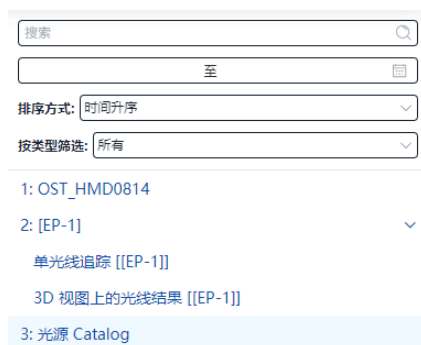 搜索
至
排序方式: 时间升序
按类型筛选: 所有
1: OST_HMD0814
2: [EP-1]
单光线追踪 [[EP-1]]
3D 视图上的光线结果 [[EP-1]]
3: 光源 Catalog